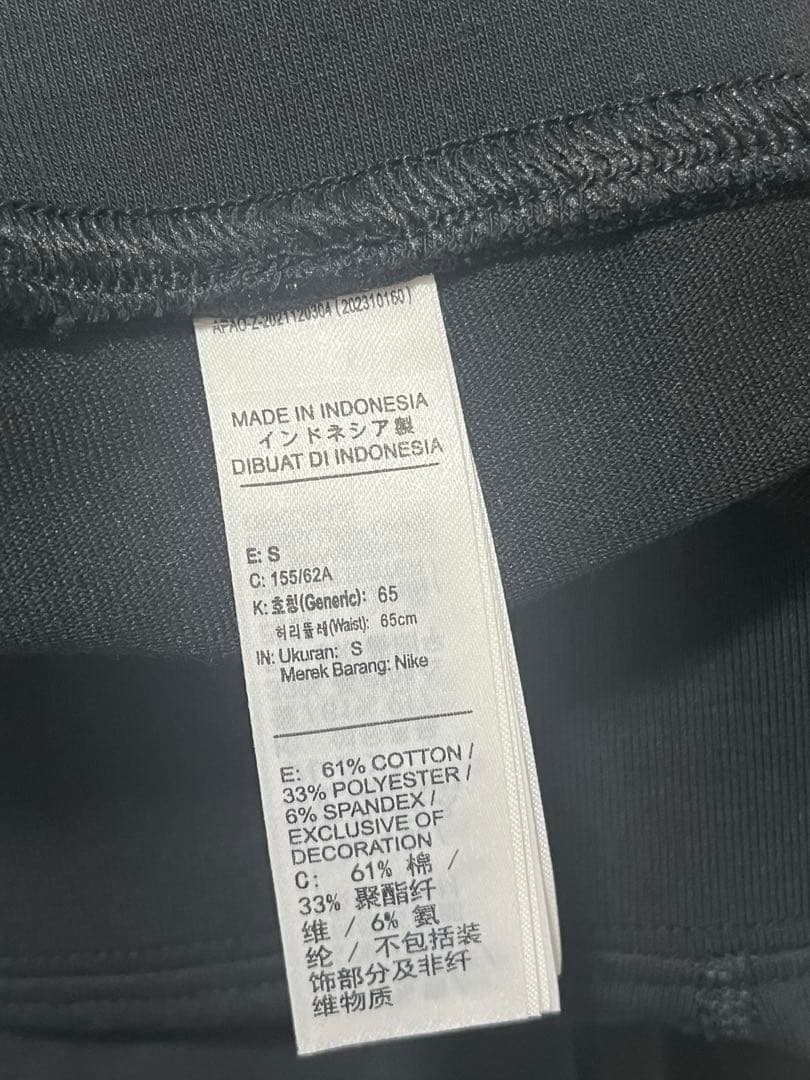 APAO-Z-2021120304 (202310160)
MADE IN INDONESIA
インドネシア製
DIBUAT DI INDONESIA
E: S
C: 155/62A
K: 호칭(Generic): 65
허리둘레(Waist): 65cm
IN: Ukuran: S
Merek Barang: Nike
E: 61% COTTON /
33% POLYESTER /
6% SPANDEX /
EXCLUSIVE OF
DECORATION
C: 61% 棉 /
33% 聚酯纤
维 / 6% 氨
纶 / 不包括装
饰部分及非纤
维物质